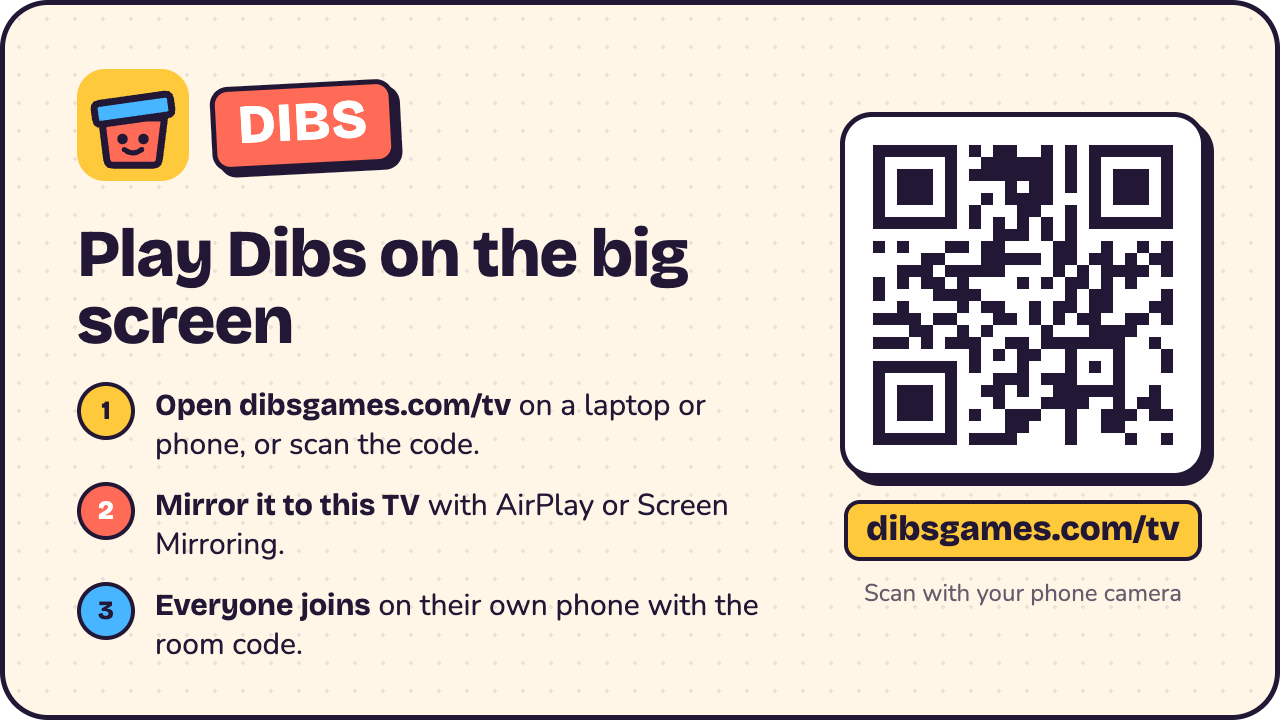 DIBS
Play Dibs on the big
screen
1
Open dibsgames.com/tv on a laptop or
phone, or scan the code.
2
Mirror it to this TV with AirPlay or Screen
Mirroring.
3
Everyone joins on their own phone with the
room code.
dibsgames.com/tv
Scan with your phone camera